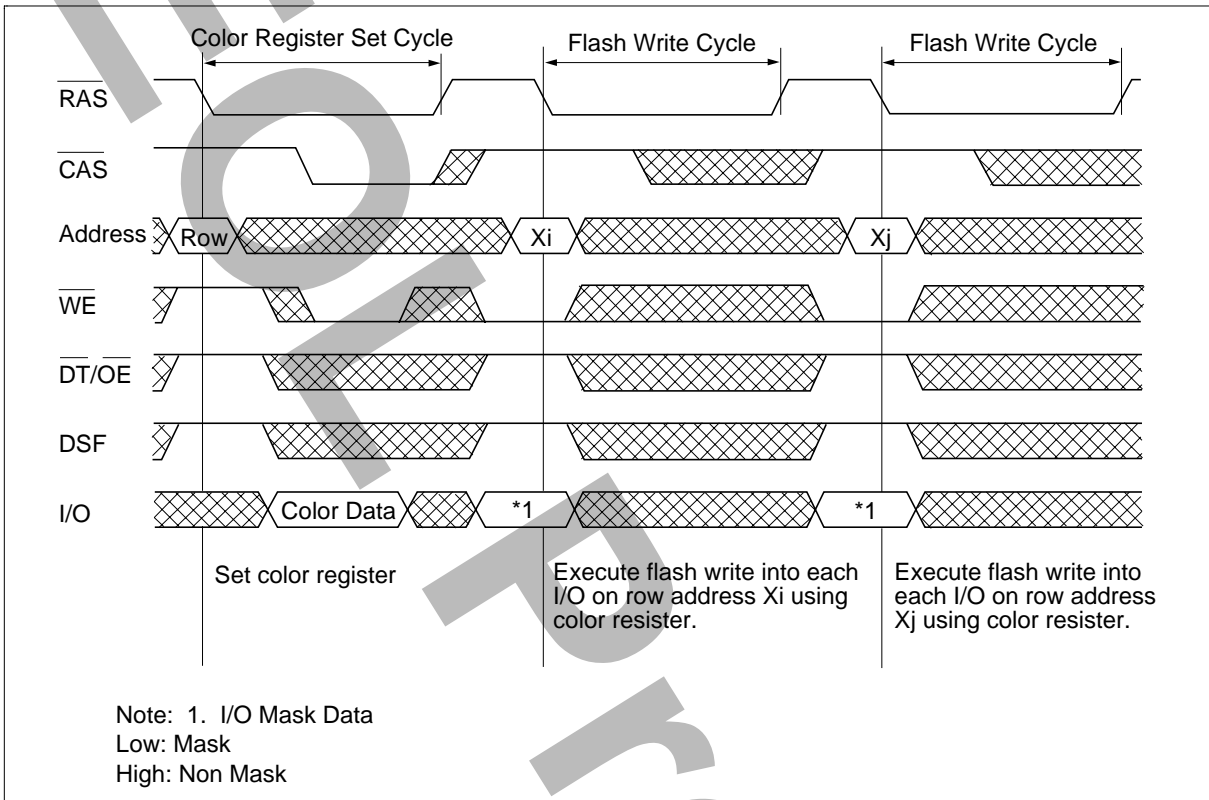 Color Register Set Cycle
Flash Write Cycle
Flash Write Cycle
RAS
CAS
Address
Row
Xi
Xj
WE
DT/OE
DSF
I/O
Color Data
*1
*1
Set color register
Execute flash write into each
I/O on row address Xi using
color resister.
Execute flash write into
each I/O on row address
Xj using color resister.
Note: 1. I/O Mask Data
Low: Mask
High: Non Mask